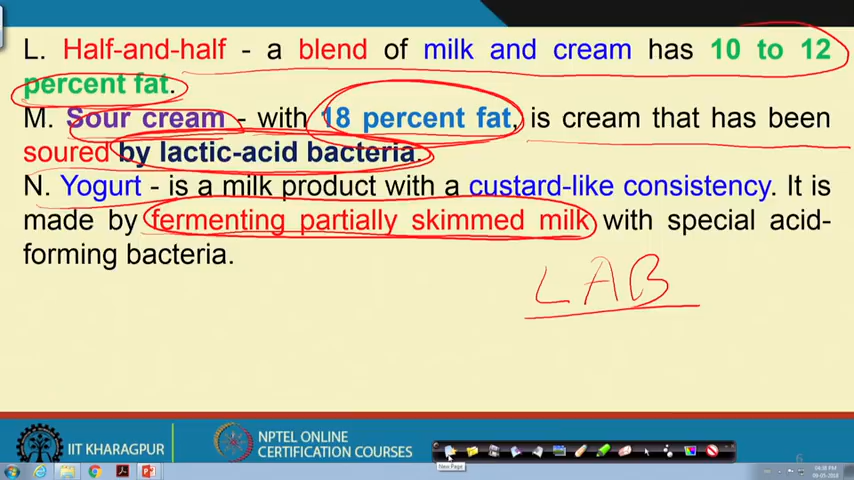 L. Half-and-half - a blend of milk and cream has 10 to 12
percent fat.
M. Sour cream - with 18 percent fat, is cream that has been
soured by lactic-acid bacteria.
N. Yogurt - is a milk product with a custard-like consistency. It is
made by fermenting partially skimmed milk with special acid-
forming bacteria.
LAB
IIT KHARAGPUR
NPTEL ONLINE
CERTIFICATION COURSES
New Page
6